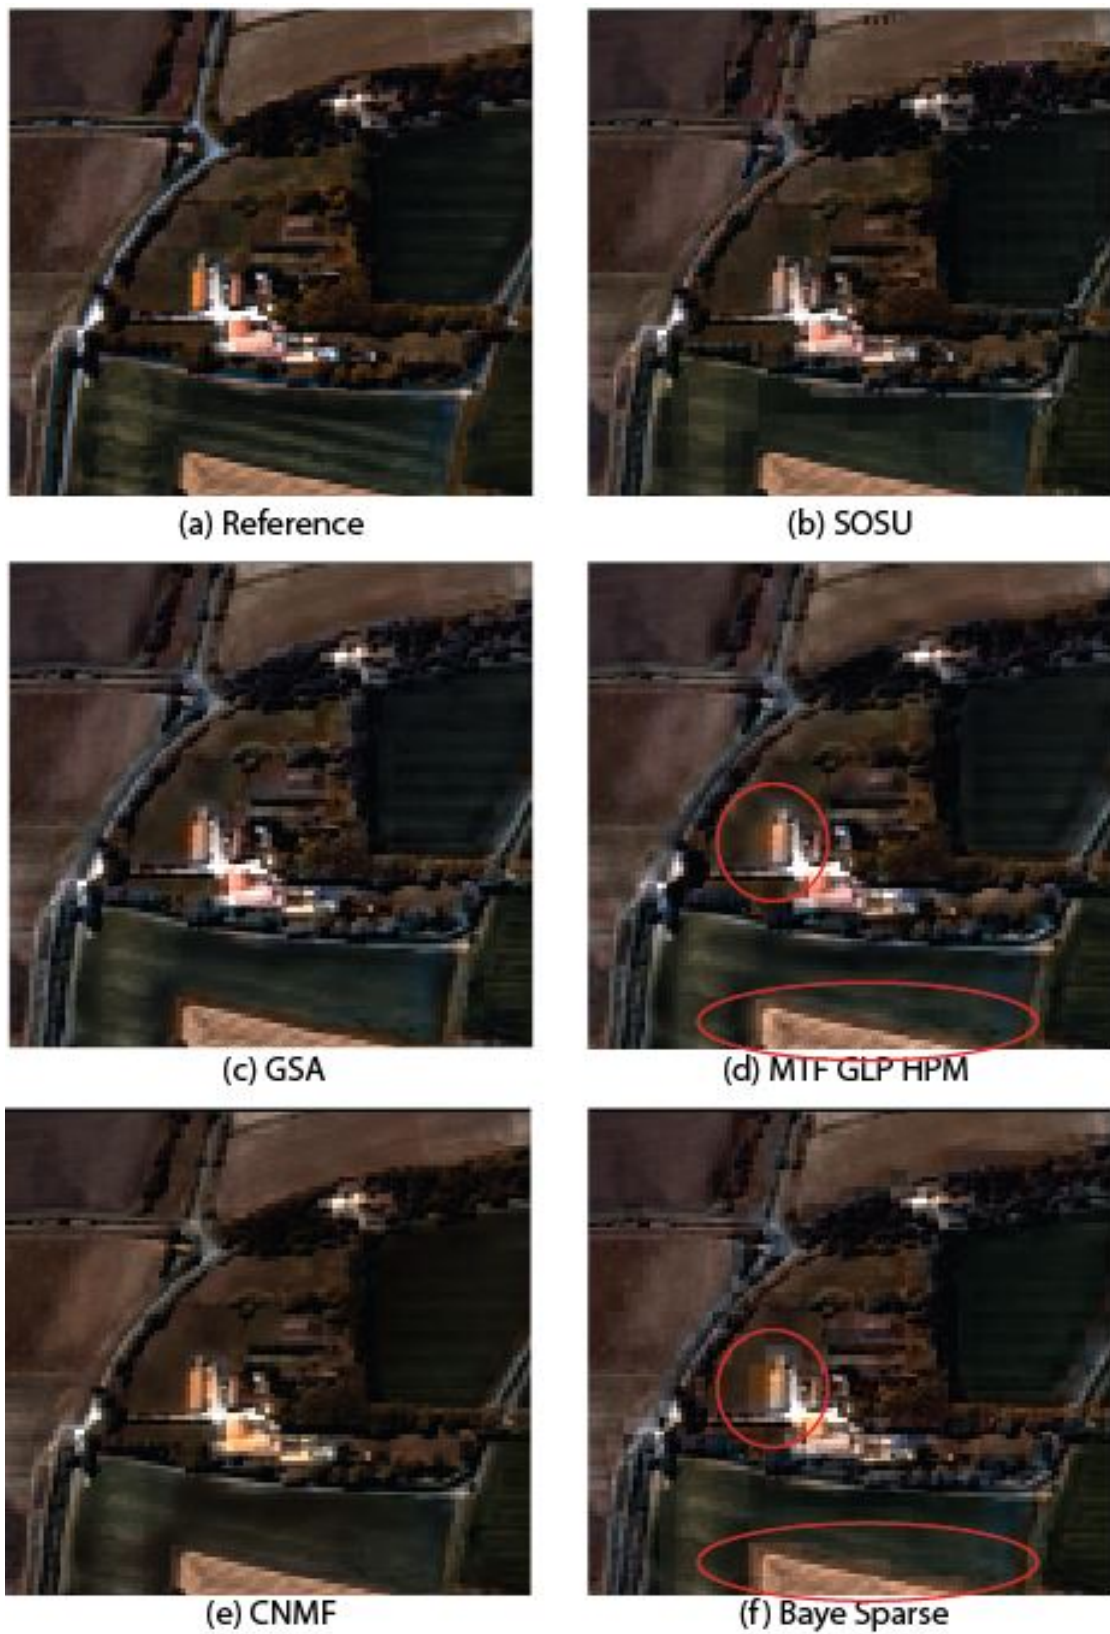 (a) Reference
(b) SOSU
(c) GSA
(d) MTF GLP HPM
(e) CNMF
(f) Baye Sparse